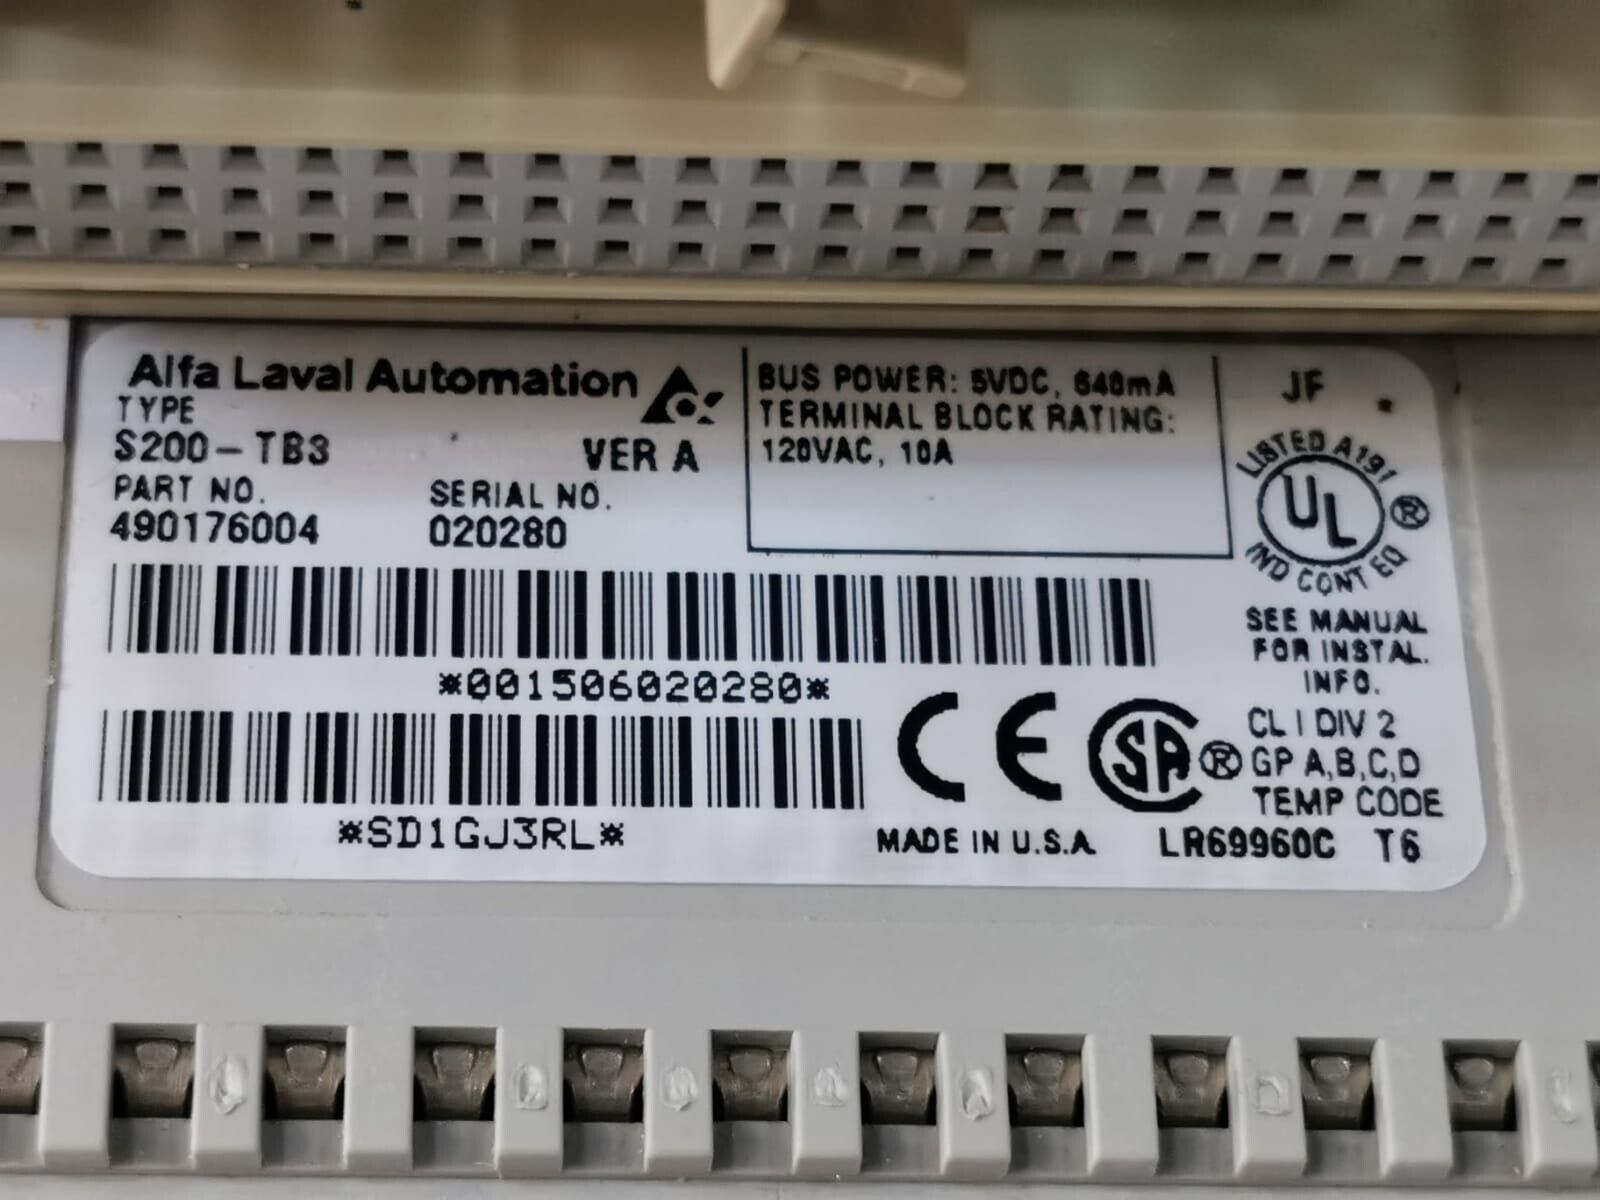 Alfa Laval Automation
TYPE
S200-TB3 VER A
PART NO. SERIAL NO.
490176004 020280
BUS POWER: 5VDC, 640mA
TERMINAL BLOCK RATING:
120VAC, 10A
JF
LISTED A191
UL ®
IND CONT EQ
SEE MANUAL
FOR INSTAL.
INFO.
*001506020280*
CE SA ®
CL I DIV 2
GP A,B,C,D
TEMP CODE
*SD1GJ3RL*
MADE IN U.S.A. LR69960C T6